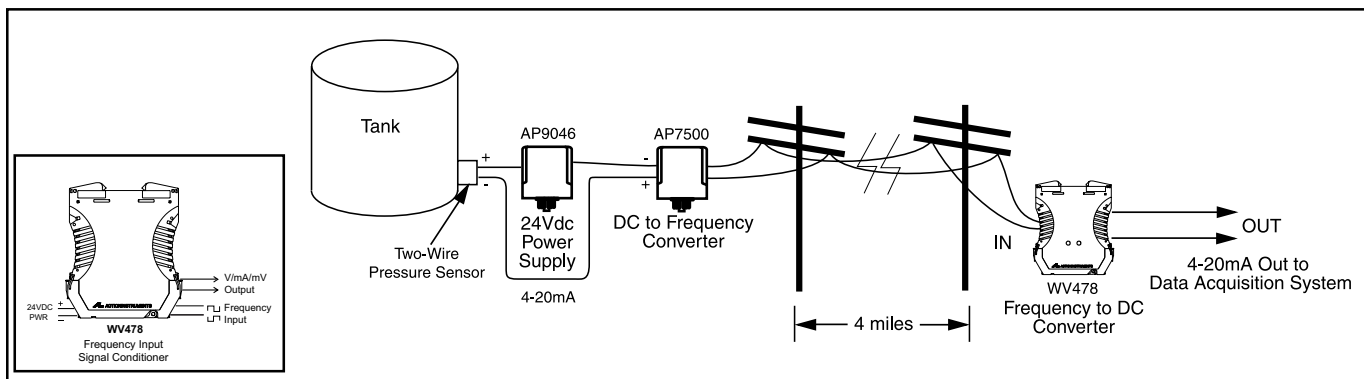 Tank
+
-
Two-Wire
Pressure Sensor
AP9046
24Vdc
Power
Supply
4-20mA
AP7500
-
+
DC to Frequency
Converter
4 miles
IN
WV478
Frequency to DC
Converter
OUT
4-20mA Out to
Data Acquisition System
V/mA/mV
Output
Frequency
Input
24VDC
PWR
+
–
ACTION INSTRUMENTS
WV478
Frequency Input
Signal Conditioner